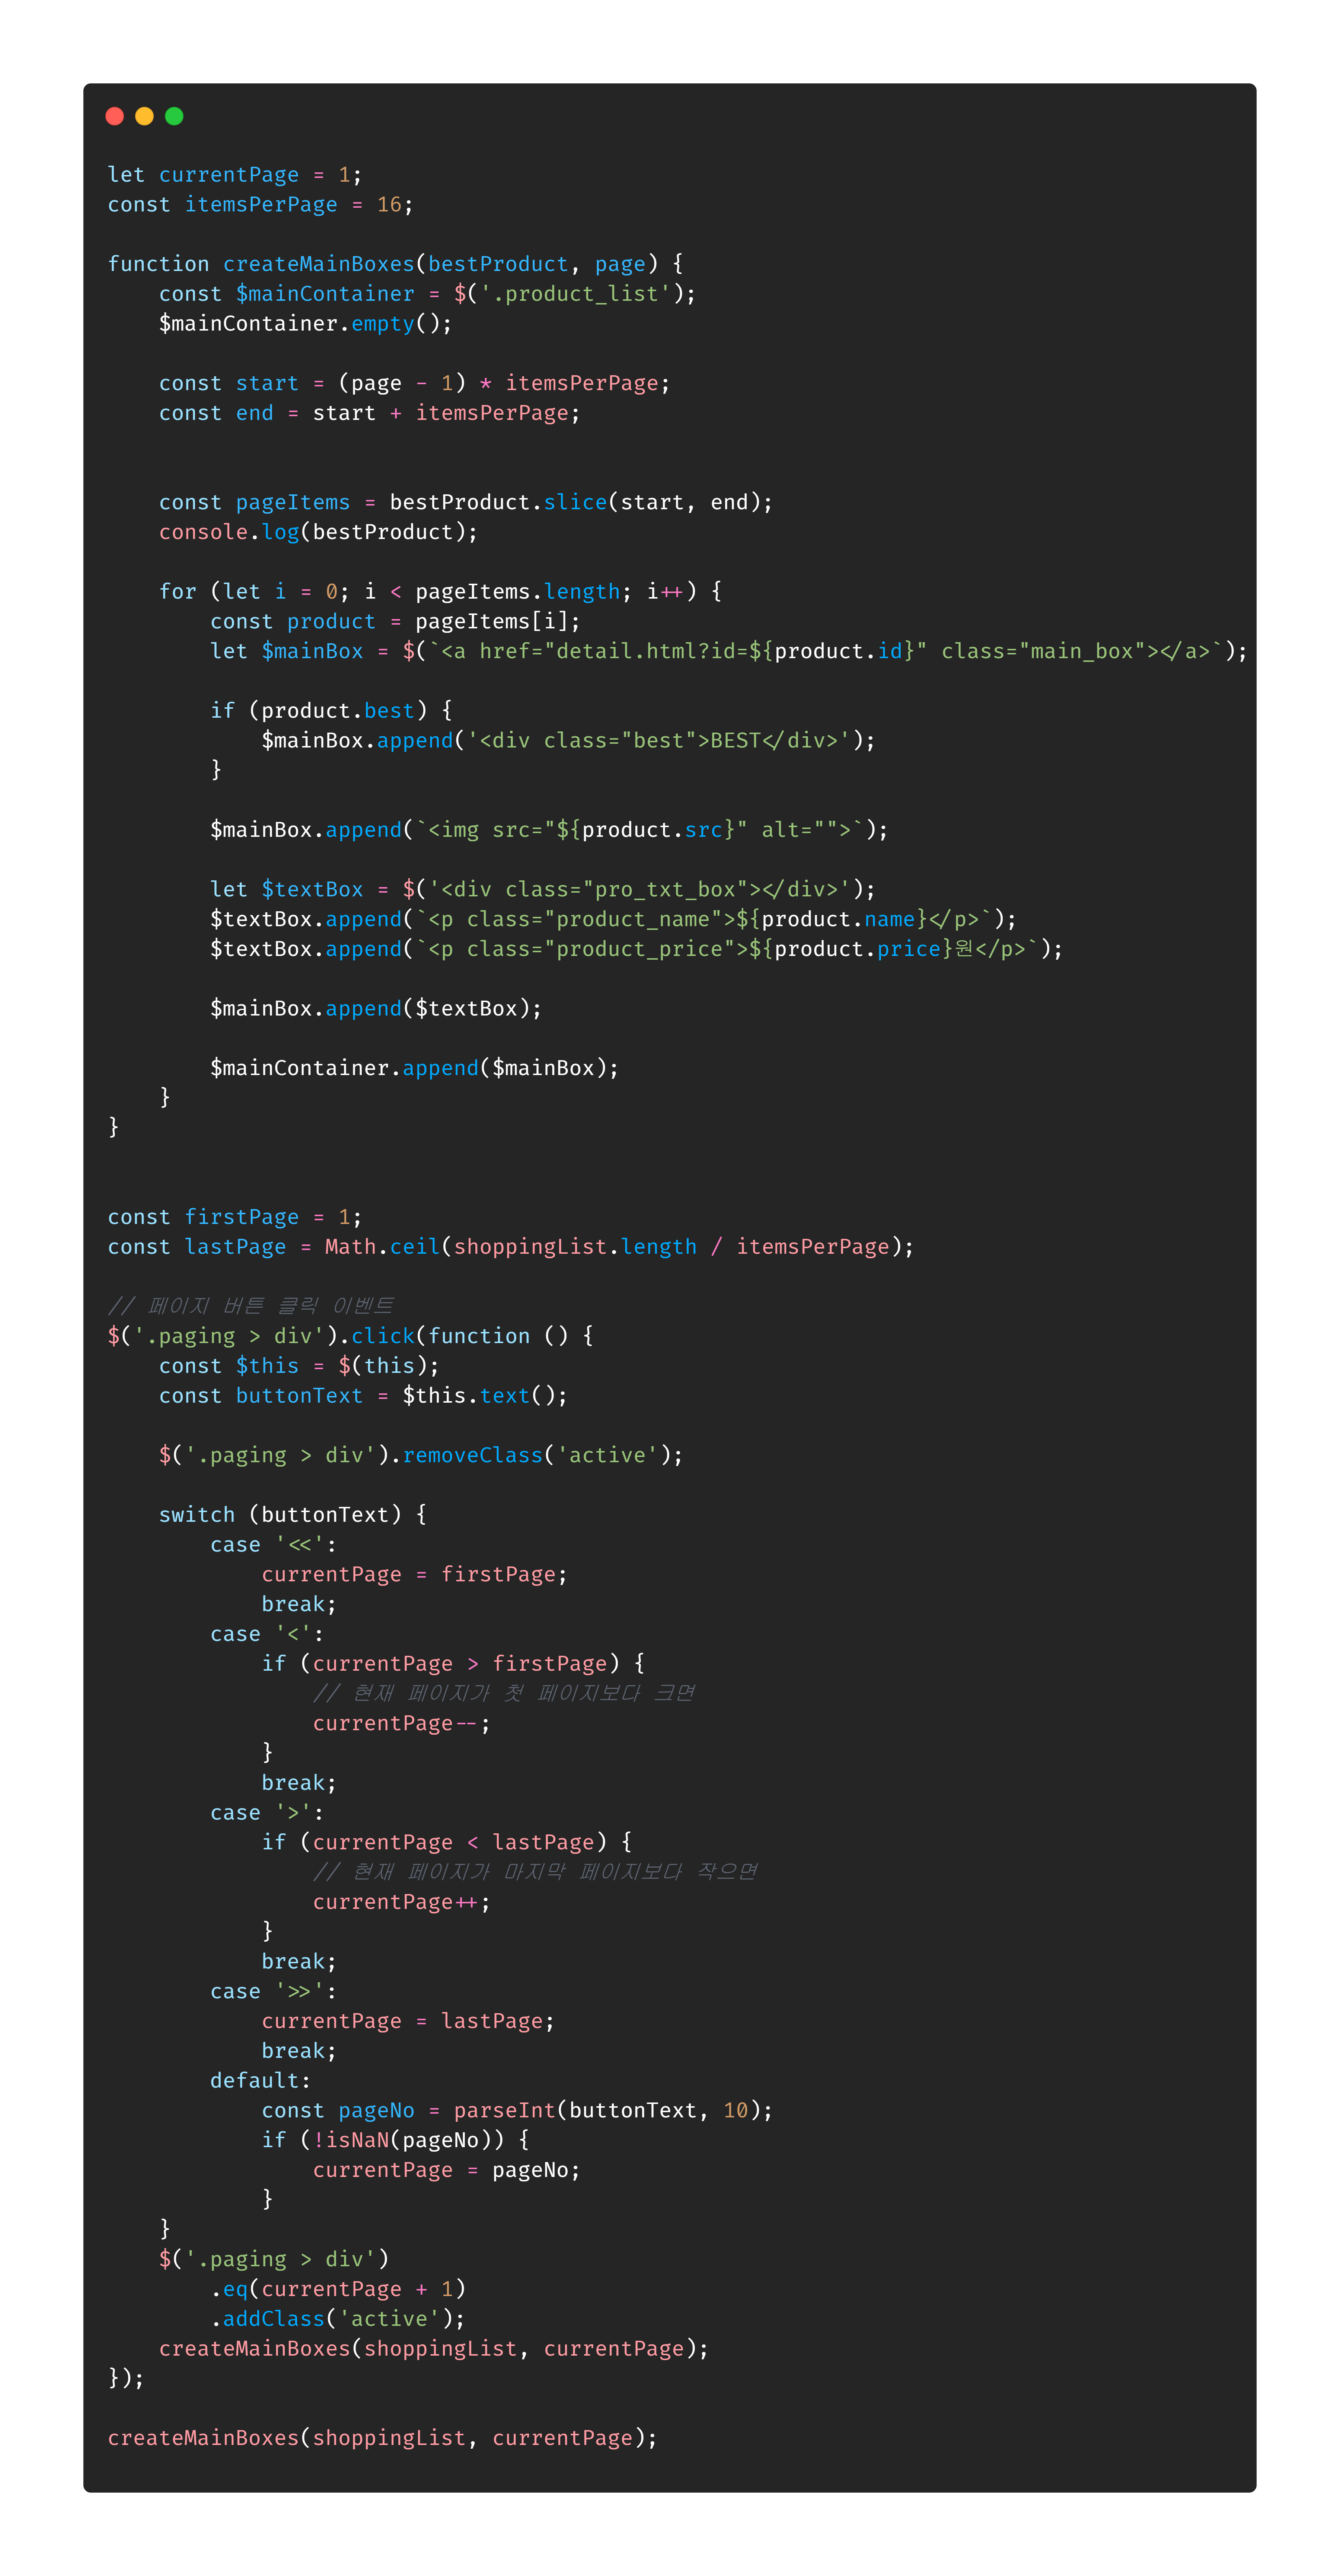 let currentPage = 1;
const itemsPerPage = 16;

function createMainBoxes(bestProduct, page) {
    const $mainContainer = $('.product_list');
    $mainContainer.empty();

    const start = (page - 1) * itemsPerPage;
    const end = start + itemsPerPage;


    const pageItems = bestProduct.slice(start, end);
    console.log(bestProduct);

    for (let i = 0; i < pageItems.length; i++) {
        const product = pageItems[i];
        let $mainBox = $(`<a href="detail.html?id=${product.id}" class="main_box"></a>`);

        if (product.best) {
            $mainBox.append('<div class="best">BEST</div>');
        }

        $mainBox.append(`<img src="${product.src}" alt="">`);

        let $textBox = $('<div class="pro_txt_box"></div>');
        $textBox.append(`<p class="product_name">${product.name}</p>`);
        $textBox.append(`<p class="product_price">${product.price}원</p>`);

        $mainBox.append($textBox);

        $mainContainer.append($mainBox);
    }
}


const firstPage = 1;
const lastPage = Math.ceil(shoppingList.length / itemsPerPage);

// 페이지 버튼 클릭 이벤트
$('.paging > div').click(function () {
    const $this = $(this);
    const buttonText = $this.text();

    $('.paging > div').removeClass('active');

    switch (buttonText) {
        case '<<':
            currentPage = firstPage;
            break;
        case '<':
            if (currentPage > firstPage) {
                // 현재 페이지가 첫 페이지보다 크면
                currentPage--;
            }
            break;
        case '>':
            if (currentPage < lastPage) {
                // 현재 페이지가 마지막 페이지보다 작으면
                currentPage++;
            }
            break;
        case '>>':
            currentPage = lastPage;
            break;
        default:
            const pageNo = parseInt(buttonText, 10);
            if (!isNaN(pageNo)) {
                currentPage = pageNo;
            }
    }
    $('.paging > div')
        .eq(currentPage + 1)
        .addClass('active');
    createMainBoxes(shoppingList, currentPage);
});

createMainBoxes(shoppingList, currentPage);